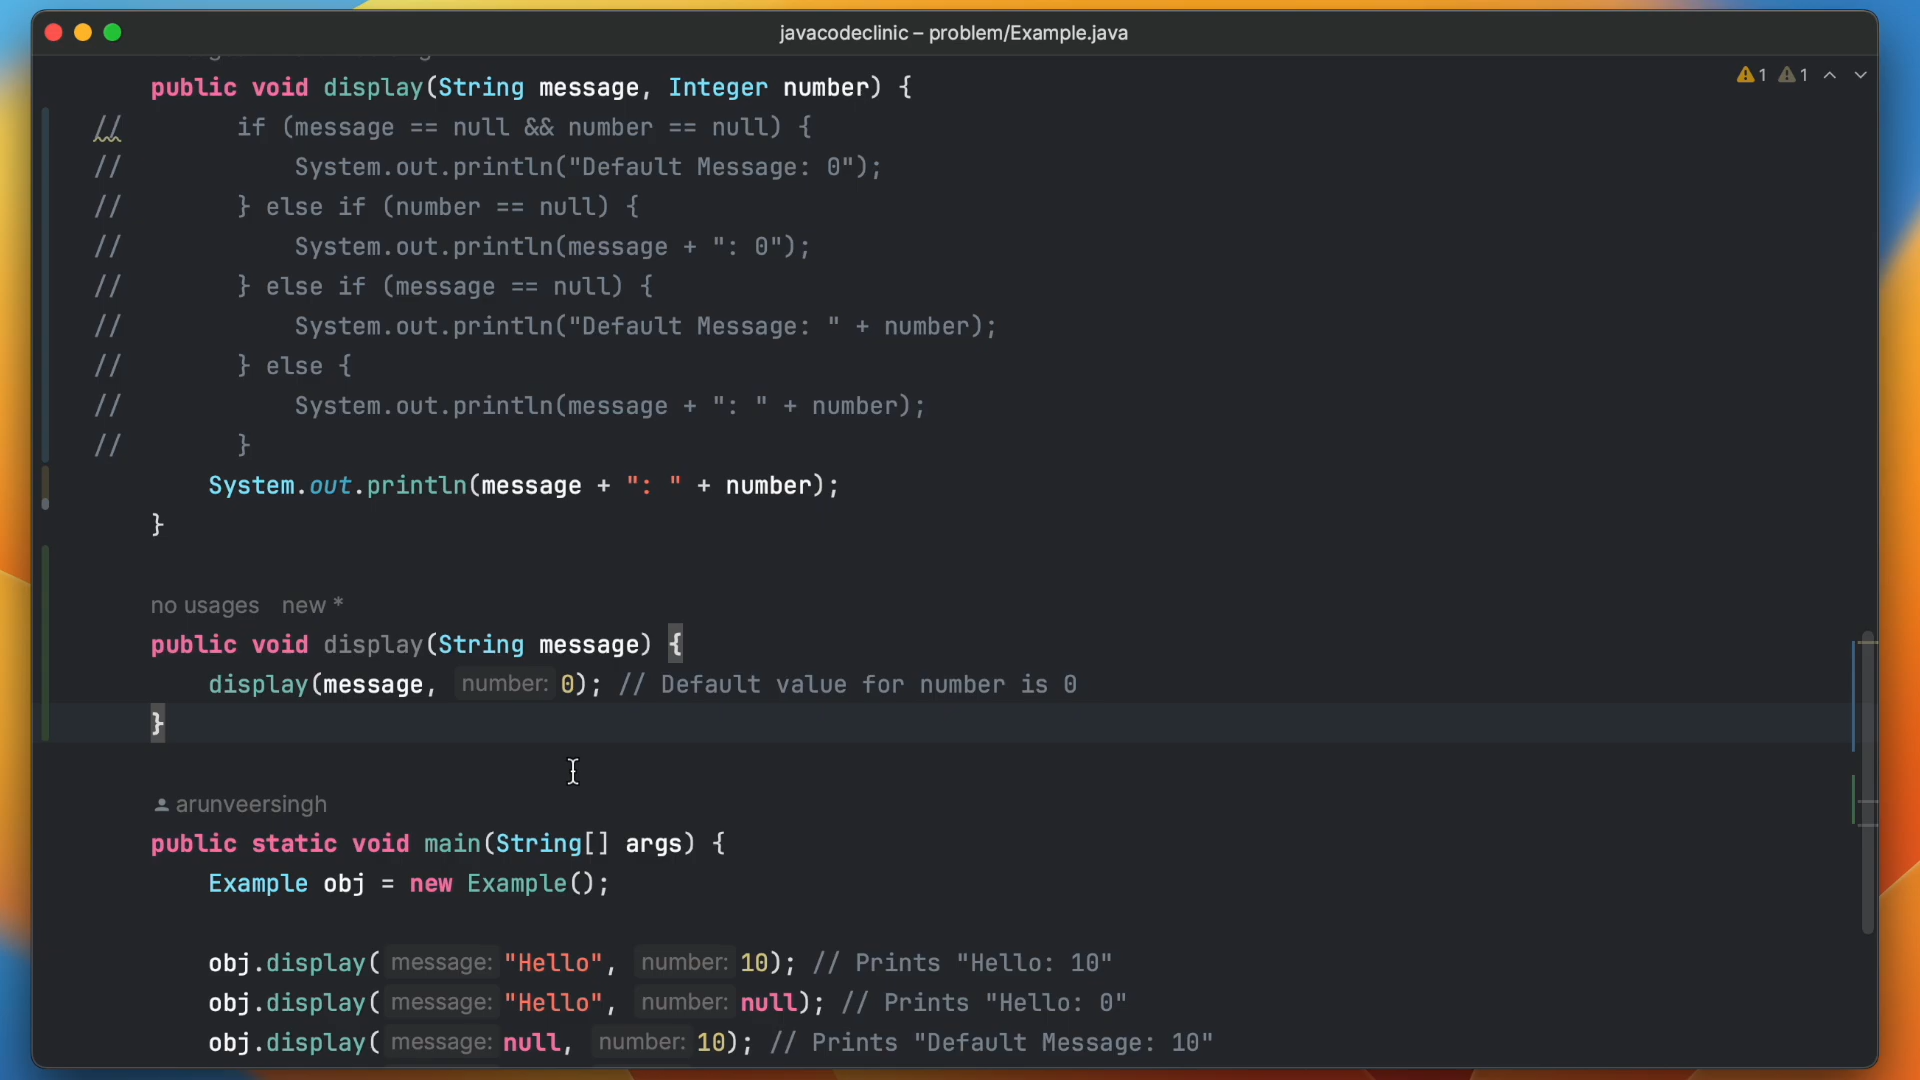 javacodeclinic – problem/Example.java
1 1
public void display(String message, Integer number) {
// if (message == null && number == null) {
// System.out.println("Default Message: 0");
// } else if (number == null) {
// System.out.println(message + ": 0");
// } else if (message == null) {
// System.out.println("Default Message: " + number);
// } else {
// System.out.println(message + ": " + number);
// }
System.out.println(message + ": " + number);
}
no usages new *
public void display(String message) {
display(message, number: 0); // Default value for number is 0
}
arunveersingh
public static void main(String[] args) {
Example obj = new Example();
obj.display( message: "Hello", number: 10); // Prints "Hello: 10"
obj.display( message: "Hello", number: null); // Prints "Hello: 0"
obj.display( message: null, number: 10); // Prints "Default Message: 10"